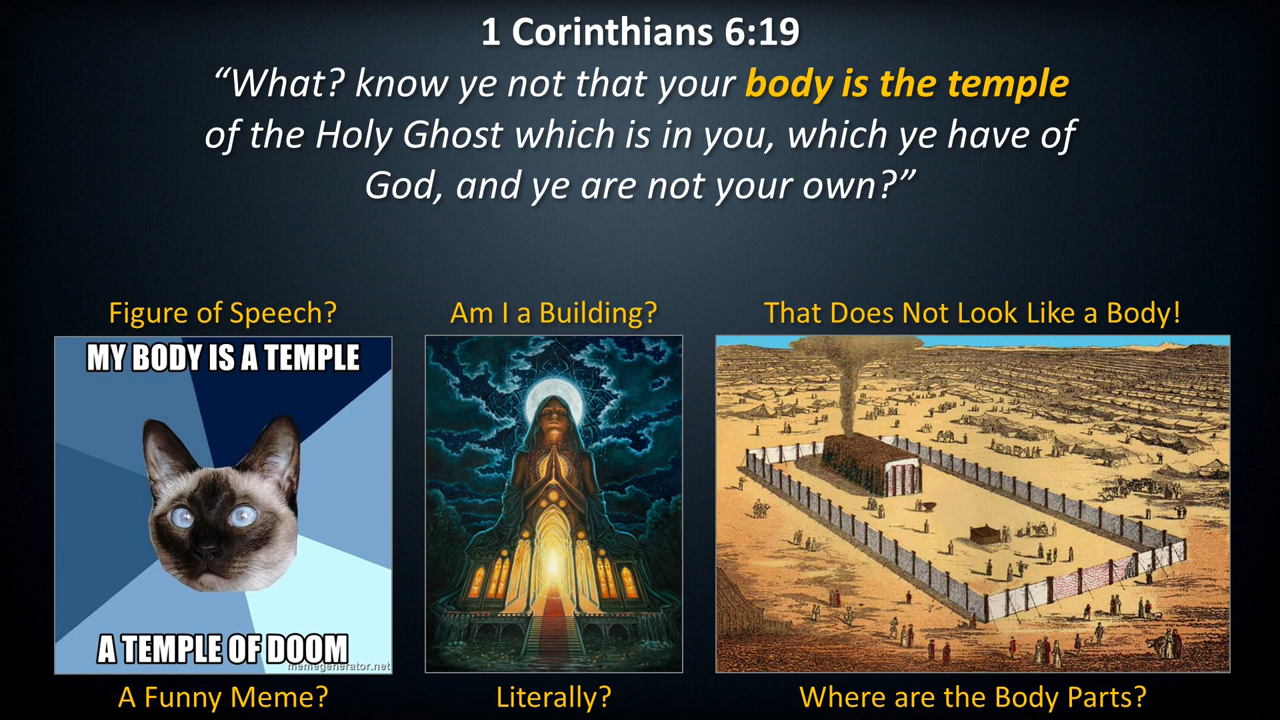 1 Corinthians 6:19
“What? know ye not that your body is the temple
of the Holy Ghost which is in you, which ye have of
God, and ye are not your own?”
Figure of Speech?
MY BODY IS A TEMPLE
A TEMPLE OF DOOM
memegenerator.net
A Funny Meme?
Am I a Building?
Literally?
That Does Not Look Like a Body!
Where are the Body Parts?